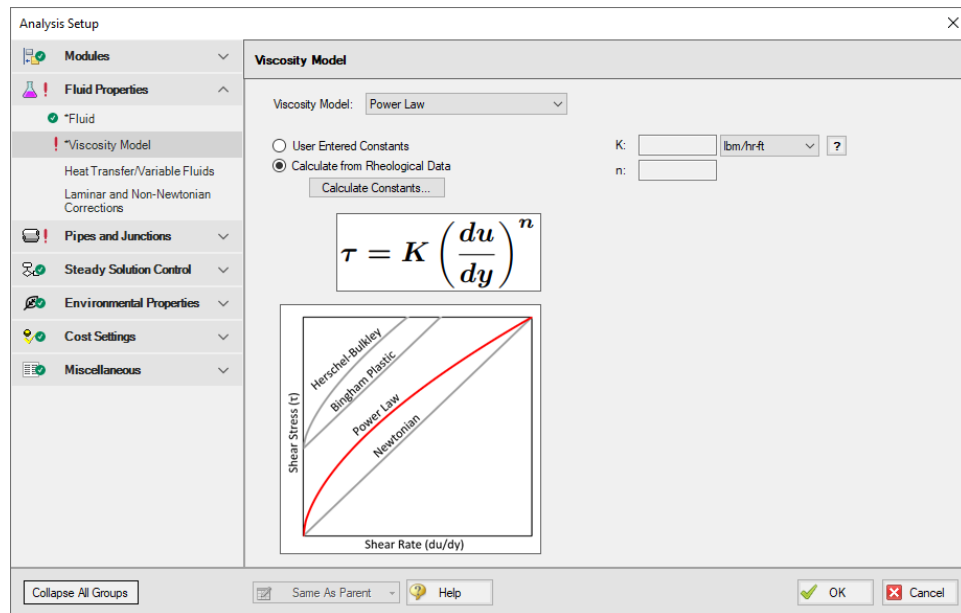 Analysis Setup
Modules
Fluid Properties
*Fluid
*Viscosity Model
Heat Transfer/Variable Fluids
Laminar and Non-Newtonian
Corrections
Pipes and Junctions
Steady Solution Control
Environmental Properties
Cost Settings
Miscellaneous
Collapse All Groups
Viscosity Model
Viscosity Model: Power Law
User Entered Constants
Calculate from Rheological Data
Calculate Constants...
K: lbm/hr-ft ?
n:
τ = K (du/dy)^n
Herschel-Bulkley
Bingham Plastic
Power Law
Newtonian
Shear Stress (τ)
Shear Rate (du/dy)
Same As Parent
Help
OK
Cancel